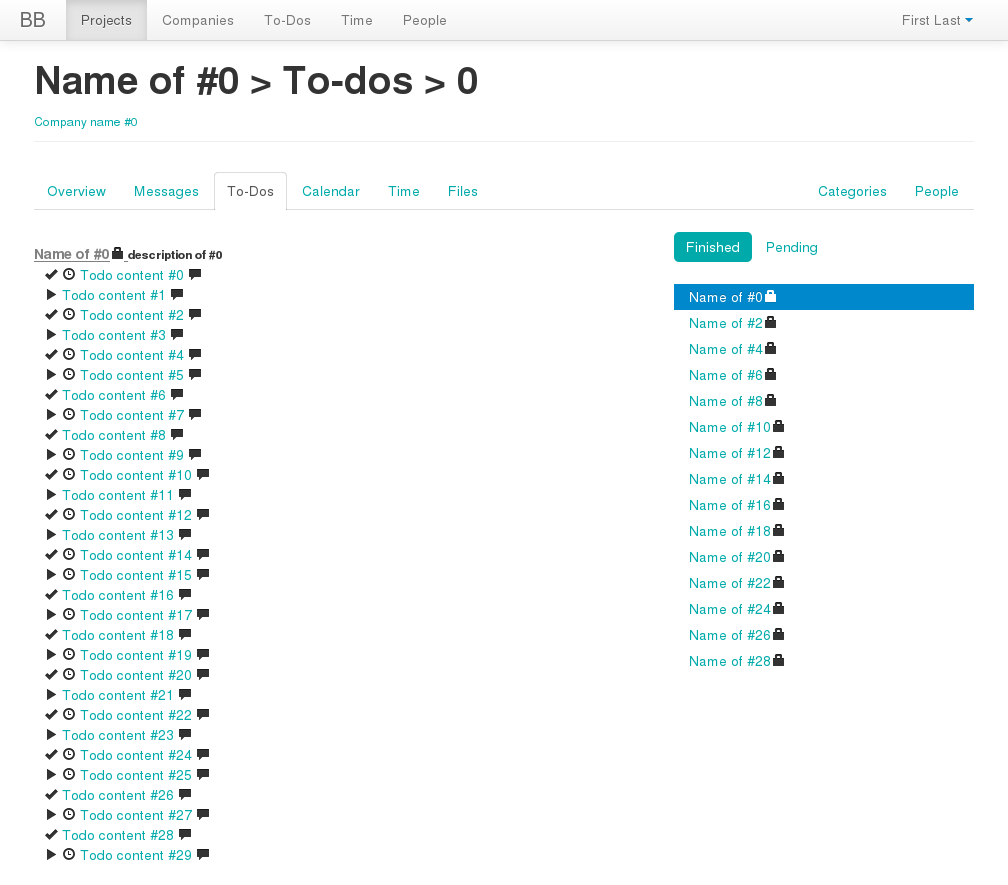 BB Projects Companies To-Dos Time People First Last
Name of #0 > To-dos > 0
Company name #0
Overview Messages To-Dos Calendar Time Files Categories People
Name of #0 description of #0
Todo content #0
Todo content #1
Todo content #2
Todo content #3
Todo content #4
Todo content #5
Todo content #6
Todo content #7
Todo content #8
Todo content #9
Todo content #10
Todo content #11
Todo content #12
Todo content #13
Todo content #14
Todo content #15
Todo content #16
Todo content #17
Todo content #18
Todo content #19
Todo content #20
Todo content #21
Todo content #22
Todo content #23
Todo content #24
Todo content #25
Todo content #26
Todo content #27
Todo content #28
Todo content #29
Finished Pending
Name of #0
Name of #2
Name of #4
Name of #6
Name of #8
Name of #10
Name of #12
Name of #14
Name of #16
Name of #18
Name of #20
Name of #22
Name of #24
Name of #26
Name of #28